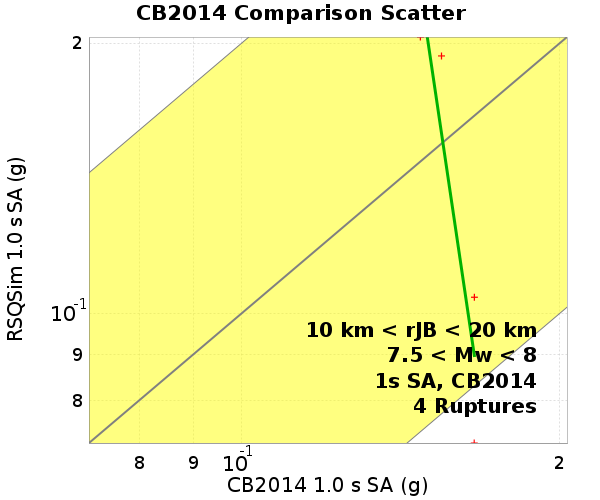 CB2014 Comparison Scatter
RSQSim 1.0 s SA (g)
2
10-1
9
8
10 km < rJB < 20 km
7.5 < Mw < 8
1s SA, CB2014
4 Ruptures
8 9 10-1 2
CB2014 1.0 s SA (g)